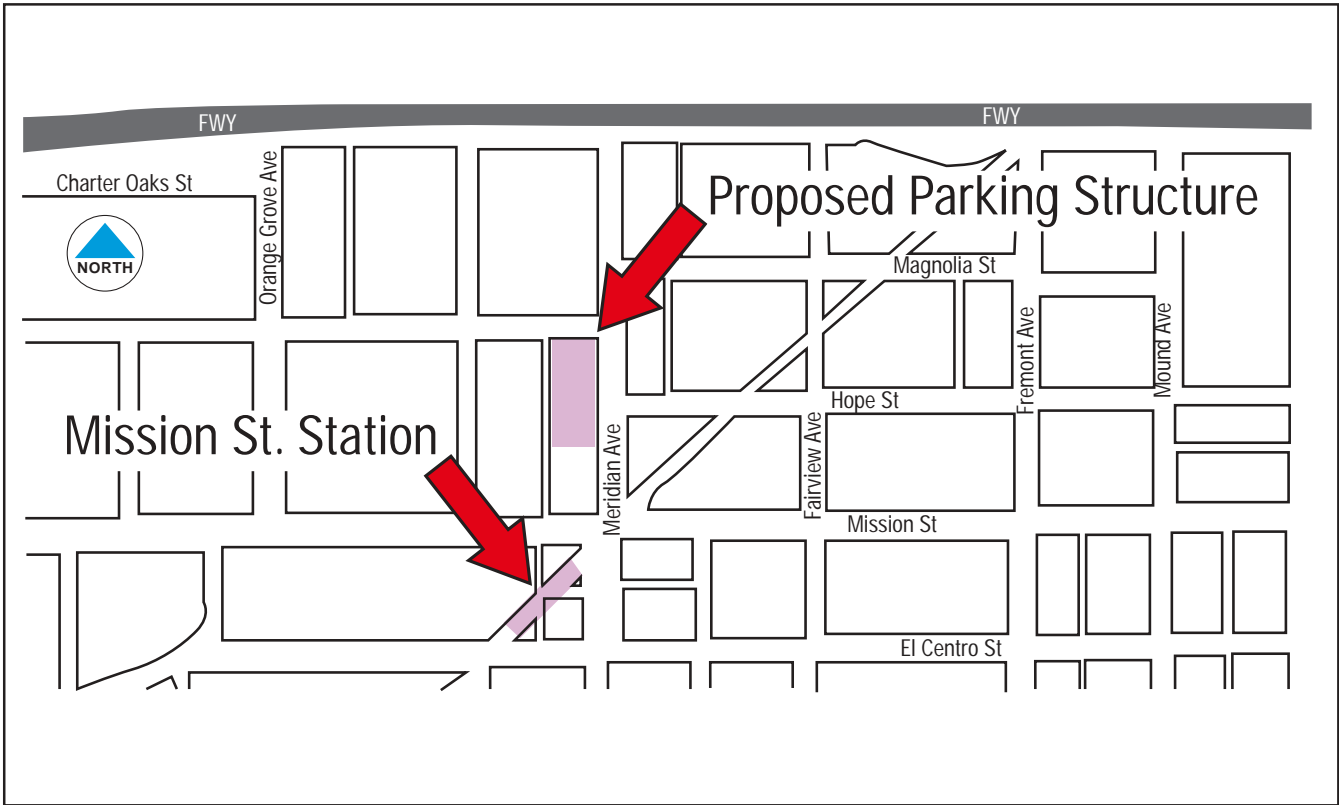 FWY
FWY
Charter Oaks St
Orange Grove Ave
Proposed Parking Structure
NORTH
Magnolia St
Fremont Ave
Mound Ave
Hope St
Mission St. Station
Meridian Ave
Fairview Ave
Mission St
El Centro St